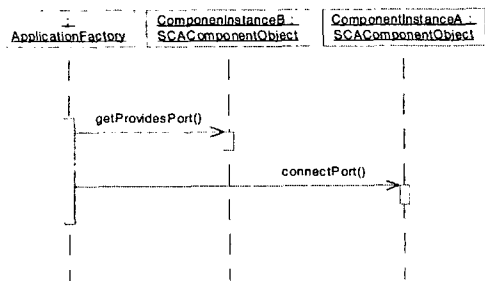 :
ApplicationFactory
ComponenInstanceB :
SCAComponentObject
ComponentInstanceA :
SCAComponentObject
getProvidesPort()
connectPort()